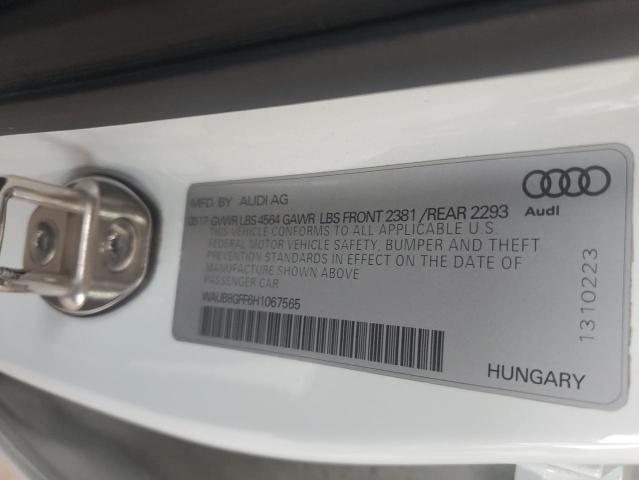 MFD. BY AUDI AG
05/17 GVWR LBS 4564 GAWR LBS FRONT 2381 /REAR 2293
THIS VEHICLE CONFORMS TO ALL APPLICABLE U.S.
FEDERAL MOTOR VEHICLE SAFETY, BUMPER AND THEFT
PREVENTION STANDARDS IN EFFECT ON THE DATE OF
MANUFACTURE SHOWN ABOVE
PASSENGER CAR
WAUB8GFF6H1067565
Audi
1310223
HUNGARY